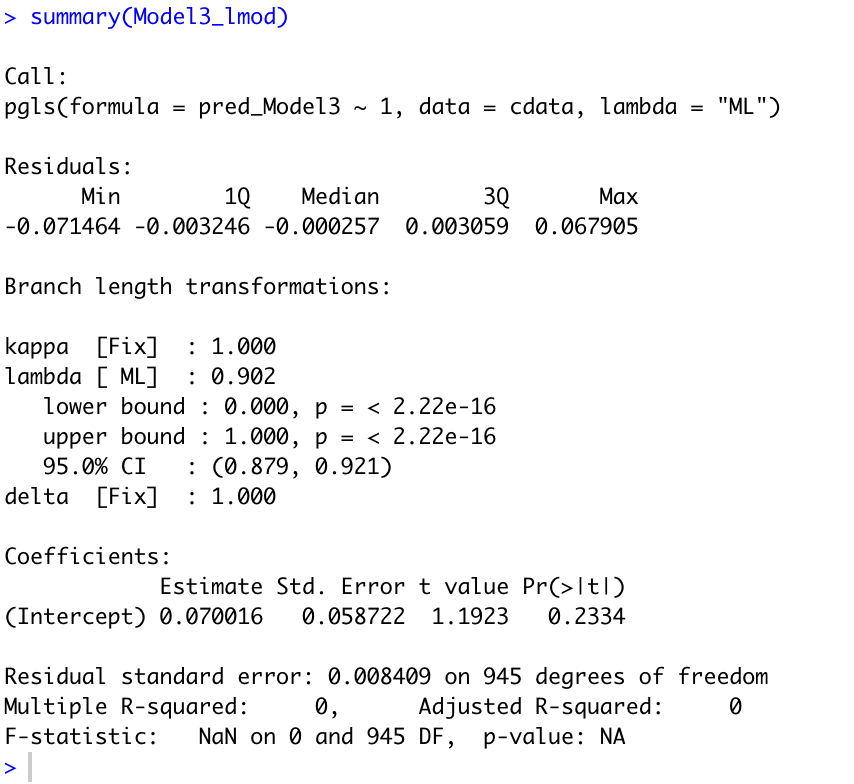 > summary(Model3_lmod)
Call:
pgls(formula = pred_Model3 ~ 1, data = cdata, lambda = "ML")
Residuals:
      Min        1Q    Median        3Q       Max
-0.071464 -0.003246 -0.000257  0.003059  0.067905
Branch length transformations:
kappa  [Fix]  : 1.000
lambda [ ML]  : 0.902
   lower bound : 0.000, p = < 2.22e-16
   upper bound : 1.000, p = < 2.22e-16
   95.0% CI   : (0.879, 0.921)
delta  [Fix]  : 1.000
Coefficients:
            Estimate Std. Error t value Pr(>|t|)
(Intercept) 0.070016   0.058722  1.1923   0.2334
Residual standard error: 0.008409 on 945 degrees of freedom
Multiple R-squared:     0,	Adjusted R-squared:     0
F-statistic:   NaN on 0 and 945 DF,  p-value: NA
>